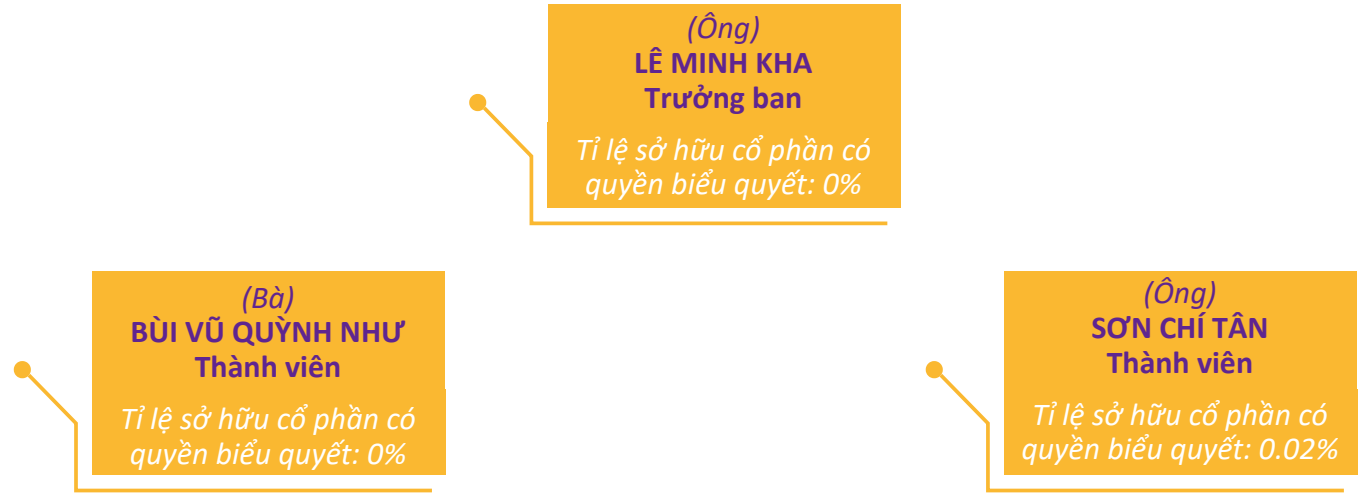 (Ông)
LÊ MINH KHA
Trưởng ban
Tỉ lệ sở hữu cổ phần có
quyền biểu quyết: 0%
(Bà)
BÙI VŨ QUỲNH NHƯ
Thành viên
Tỉ lệ sở hữu cổ phần có
quyền biểu quyết: 0%
(Ông)
SƠN CHÍ TÂN
Thành viên
Tỉ lệ sở hữu cổ phần có
quyền biểu quyết: 0.02%